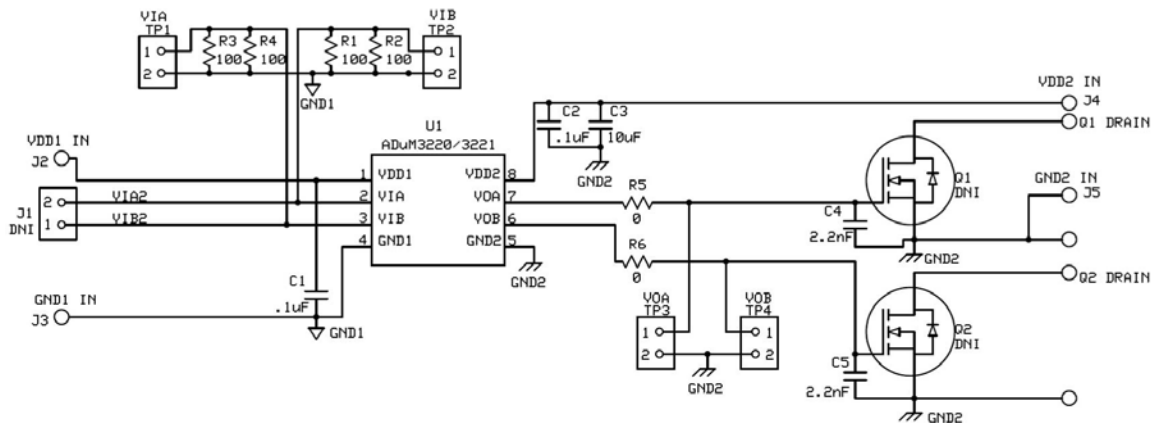 VIA
TP1
1
2
R3
100
R4
100
R1
100
R2
100
VIB
TP2
1
2
GND1
VDD1 IN
J2
J1
DNI
2
1
VIA2
VIB2
GND1 IN
J3
C1
.1uF
GND1
U1
ADuM3220/3221
1 VDD1
2 VIA
3 VIB
4 GND1
VDD2 8
VOA 7
VOB 6
GND2 5
GND2
C2
.1uF
C3
10uF
GND2
R5
0
R6
0
VOA
TP3
1
2
VOB
TP4
1
2
GND2
VDD2 IN
J4
Q1 DRAIN
Q1
DNI
GND2 IN
J5
C4
2.2nF
GND2
Q2 DRAIN
Q2
DNI
C5
2.2nF
GND2